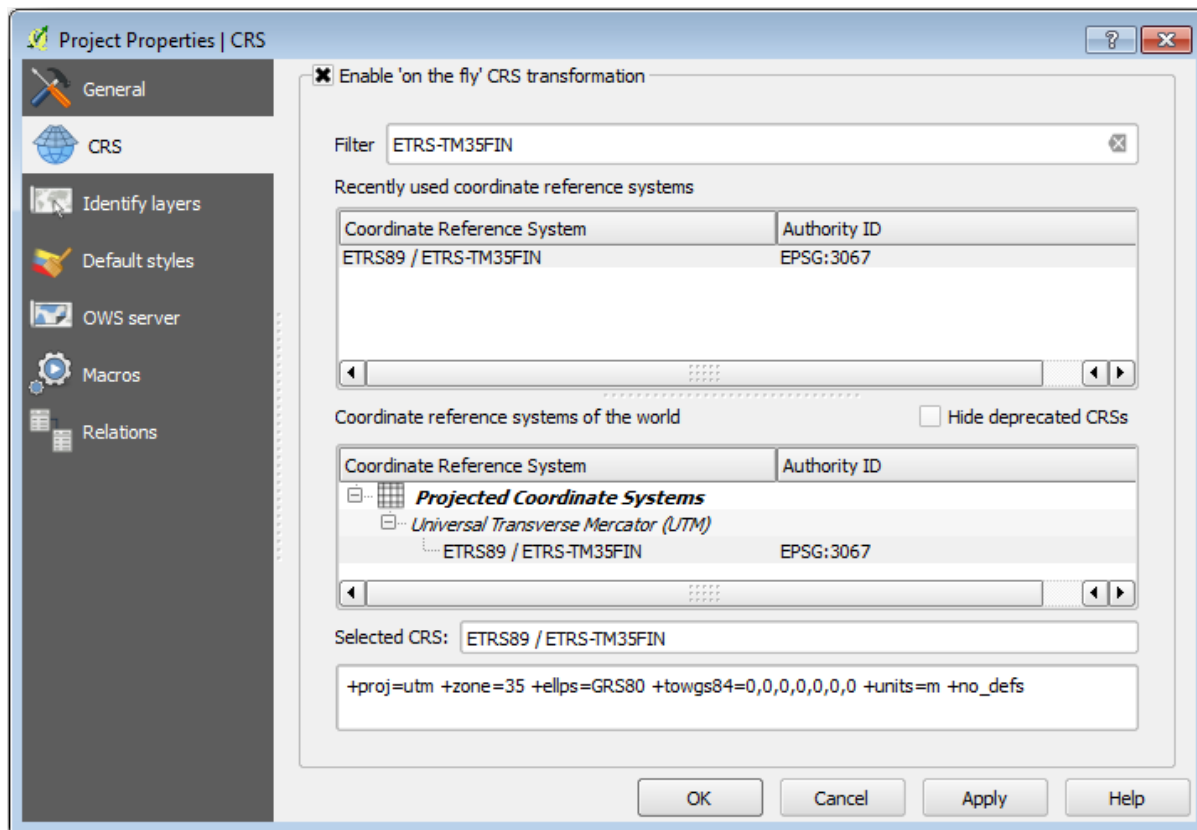 Project Properties | CRS
General
CRS
Identify layers
Default styles
OWS server
Macros
Relations
Enable 'on the fly' CRS transformation
Filter ETRS-TM35FIN
Recently used coordinate reference systems
Coordinate Reference System Authority ID
ETRS89 / ETRS-TM35FIN EPSG:3067
Coordinate reference systems of the world Hide deprecated CRSs
Coordinate Reference System Authority ID
Projected Coordinate Systems
Universal Transverse Mercator (UTM)
ETRS89 / ETRS-TM35FIN EPSG:3067
Selected CRS: ETRS89 / ETRS-TM35FIN
+proj=utm +zone=35 +ellps=GRS80 +towgs84=0,0,0,0,0,0,0 +units=m +no_defs
OK Cancel Apply Help